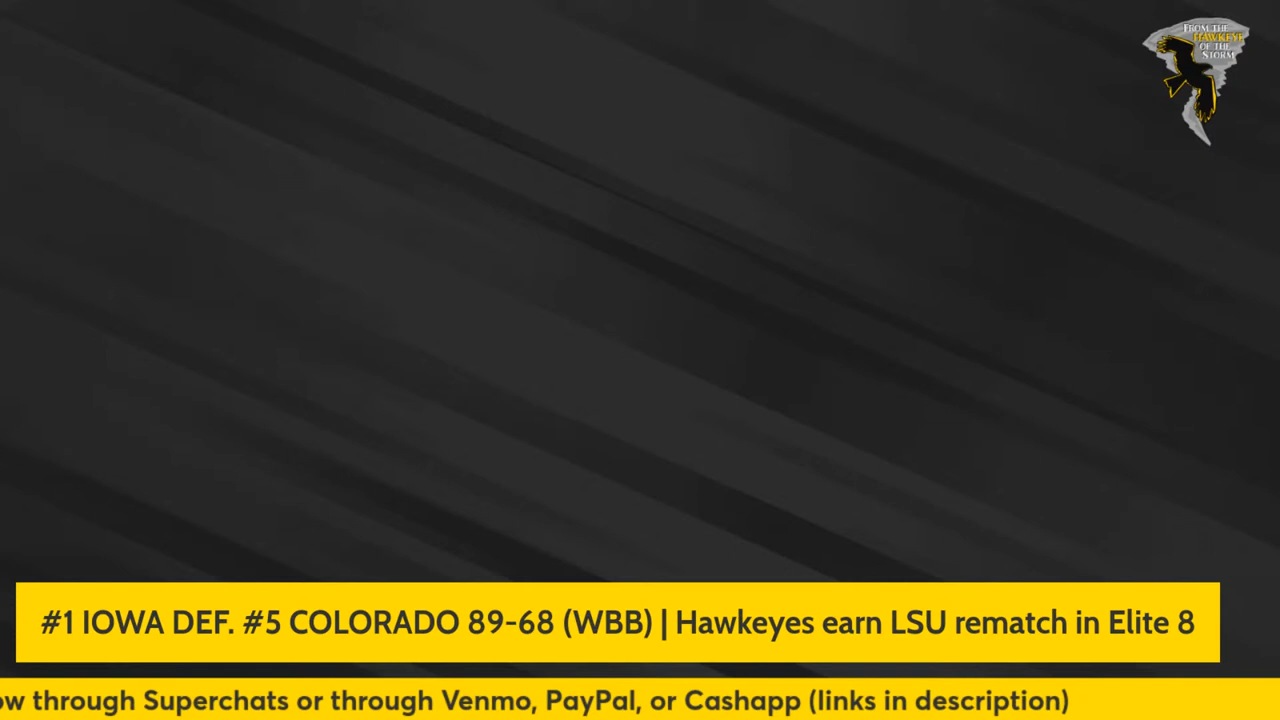 FROM THE
HAWKEYE
OF THE
STORM
#1 IOWA DEF. #5 COLORADO 89-68 (WBB) | Hawkeyes earn LSU rematch in Elite 8
through Superchats or through Venmo, PayPal, or Cashapp (links in description)